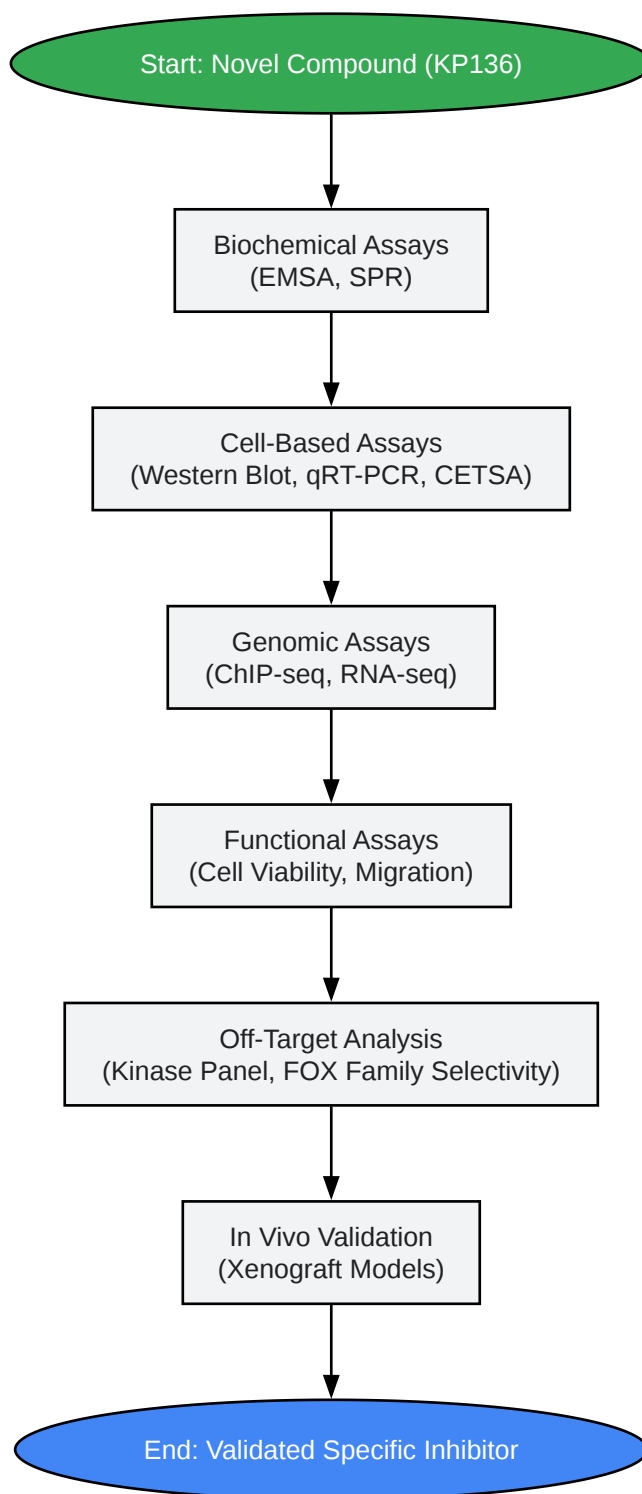 Start: Novel Compound (KP136)
Biochemical Assays
(EMSA, SPR)
Cell-Based Assays
(Western Blot, qRT-PCR, CETSA)
Genomic Assays
(ChIP-seq, RNA-seq)
Functional Assays
(Cell Viability, Migration)
Off-Target Analysis
(Kinase Panel, FOX Family Selectivity)
In Vivo Validation
(Xenograft Models)
End: Validated Specific Inhibitor